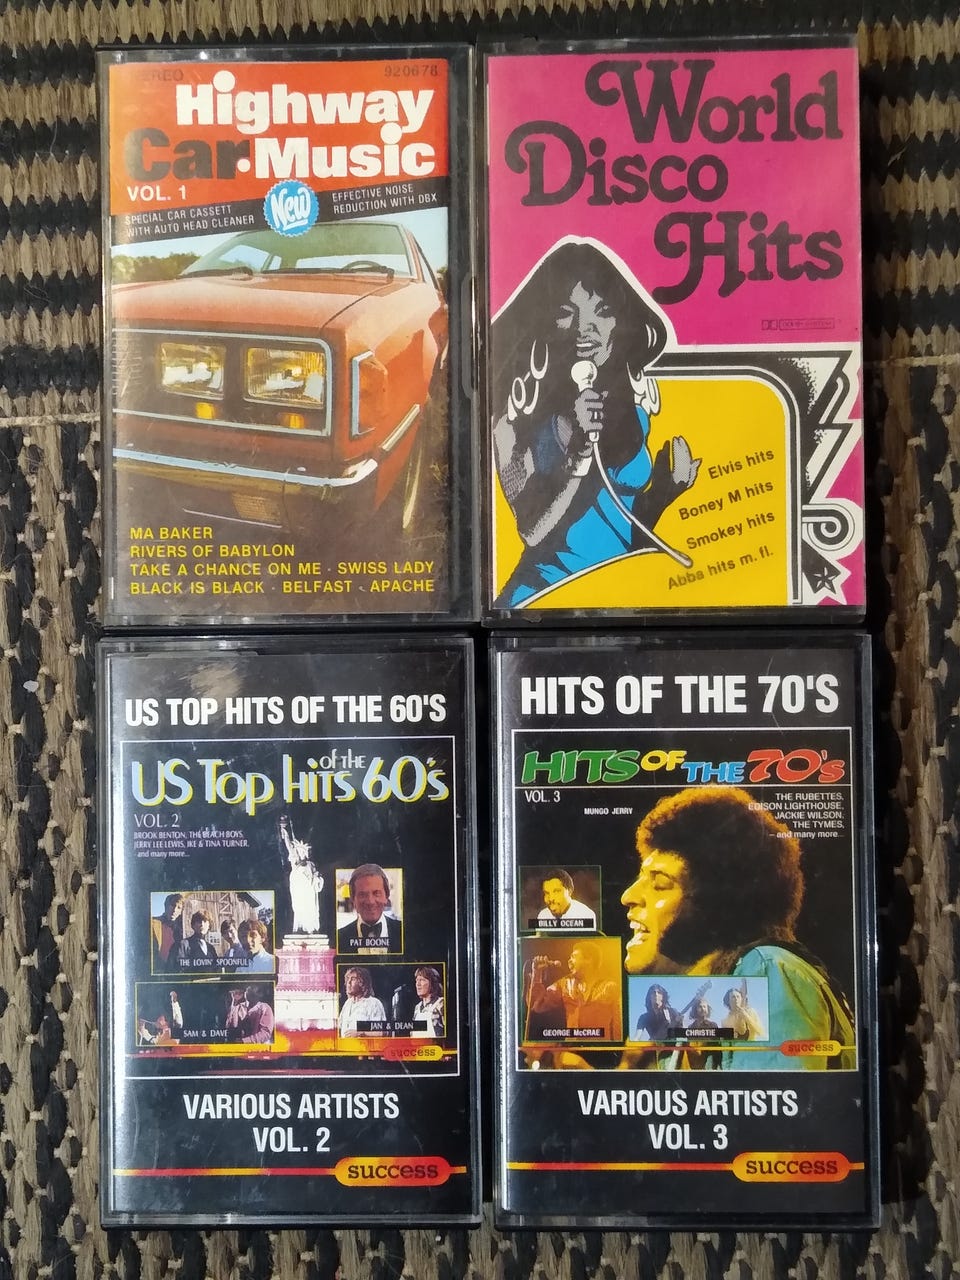 STEREO 920678
Highway
Car·Music
VOL. 1
SPECIAL CAR CASSETT
WITH AUTO HEAD CLEANER
New
EFFECTIVE NOISE
REDUCTION WITH DBX
MA BAKER
RIVERS OF BABYLON
TAKE A CHANCE ON ME · SWISS LADY
BLACK IS BLACK · BELFAST · APACHE
World
Disco
Hits
DOLBY SYSTEM
Elvis hits
Boney M hits
Smokey hits
Abba hits m. fl.
US TOP HITS OF THE 60'S
of the
US Top hits 60's
VOL. 2
BROOK BENTON, THE BEACH BOYS,
JERRY LEE LEWIS, IKE & TINA TURNER,
and many more...
THE LOVIN' SPOONFUL
PAT BOONE
SAM & DAVE
JAN & DEAN
success
VARIOUS ARTISTS
VOL. 2
success
HITS OF THE 70'S
HITS OF THE 70's
VOL. 3
MUNGO JERRY
THE RUBETTES,
EDISON LIGHTHOUSE,
JACKIE WILSON,
THE TYMES,
– and many more...
BILLY OCEAN
GEORGE McCRAE
CHRISTIE
success
VARIOUS ARTISTS
VOL. 3
success